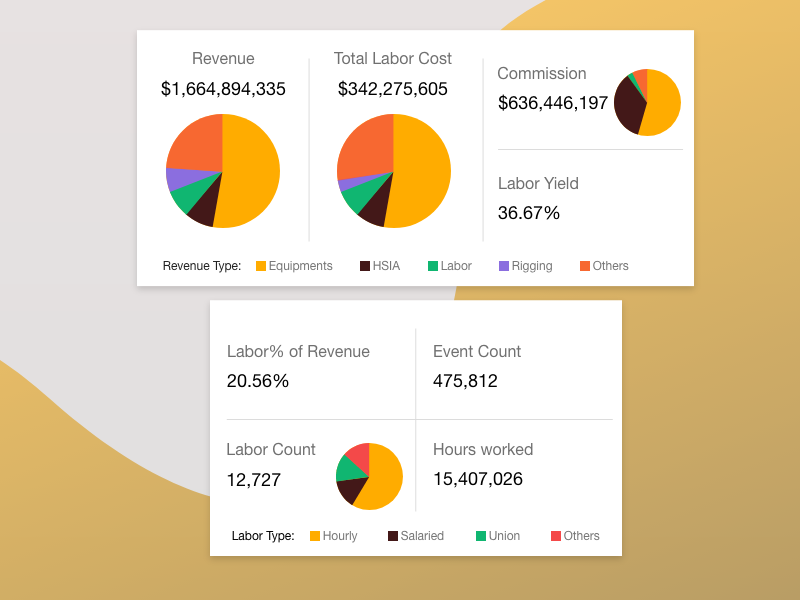 Revenue
$1,664,894,335
Total Labor Cost
$342,275,605
Commission
$636,446,197
Labor Yield
36.67%
Revenue Type: Equipments HSIA Labor Rigging Others
Labor% of Revenue
20.56%
Event Count
475,812
Labor Count
12,727
Hours worked
15,407,026
Labor Type: Hourly Salaried Union Others